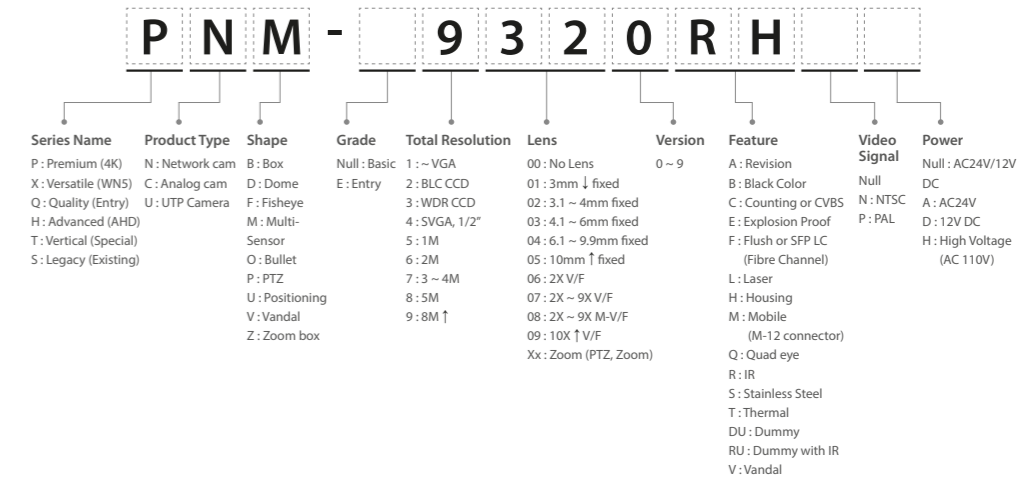 P N M - 9 3 2 0 R H
Series Name
P : Premium (4K)
X : Versatile (WN5)
Q : Quality (Entry)
H : Advanced (AHD)
T : Vertical (Special)
S : Legacy (Existing)
Product Type
N : Network cam
C : Analog cam
U : UTP Camera
Shape
B : Box
D : Dome
F : Fisheye
M : Multi-
Sensor
O : Bullet
P : PTZ
U : Positioning
V : Vandal
Z : Zoom box
Grade
Null : Basic
E : Entry
Total Resolution
1 : ~ VGA
2 : BLC CCD
3 : WDR CCD
4 : SVGA, 1/2"
5 : 1M
6 : 2M
7 : 3 ~ 4M
8 : 5M
9 : 8M ↑
Lens
00 : No Lens
01 : 3mm ↓ fixed
02 : 3.1 ~ 4mm fixed
03 : 4.1 ~ 6mm fixed
04 : 6.1 ~ 9.9mm fixed
05 : 10mm ↑ fixed
06 : 2X V/F
07 : 2X ~ 9X V/F
08 : 2X ~ 9X M-V/F
09 : 10X ↑ V/F
Xx : Zoom (PTZ, Zoom)
Version
0 ~ 9
Feature
A : Revision
B : Black Color
C : Counting or CVBS
E : Explosion Proof
F : Flush or SFP LC
(Fibre Channel)
L : Laser
H : Housing
M : Mobile
(M-12 connector)
Q : Quad eye
R : IR
S : Stainless Steel
T : Thermal
DU : Dummy
RU : Dummy with IR
V : Vandal
Video
Signal
Null
N : NTSC
P : PAL
Power
Null : AC24V/12V
DC
A : AC24V
D : 12V DC
H : High Voltage
(AC 110V)